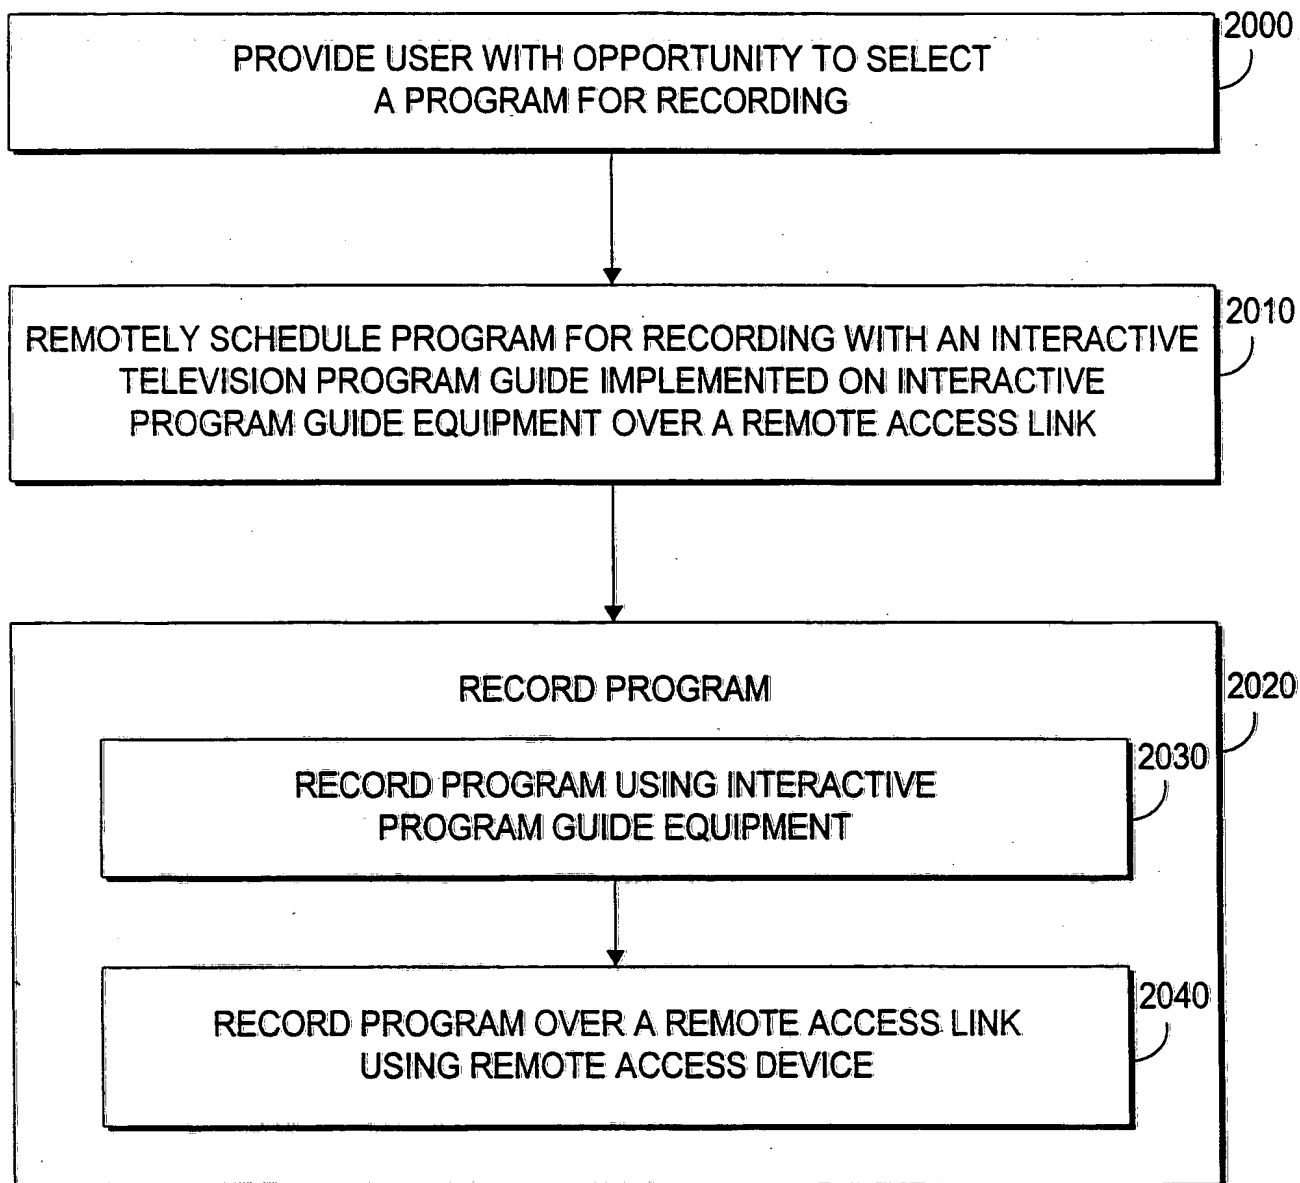 2000
PROVIDE USER WITH OPPORTUNITY TO SELECT
A PROGRAM FOR RECORDING
2010
REMOTELY SCHEDULE PROGRAM FOR RECORDING WITH AN INTERACTIVE
TELEVISION PROGRAM GUIDE IMPLEMENTED ON INTERACTIVE
PROGRAM GUIDE EQUIPMENT OVER A REMOTE ACCESS LINK
RECORD PROGRAM
2020
2030
RECORD PROGRAM USING INTERACTIVE
PROGRAM GUIDE EQUIPMENT
2040
RECORD PROGRAM OVER A REMOTE ACCESS LINK
USING REMOTE ACCESS DEVICE